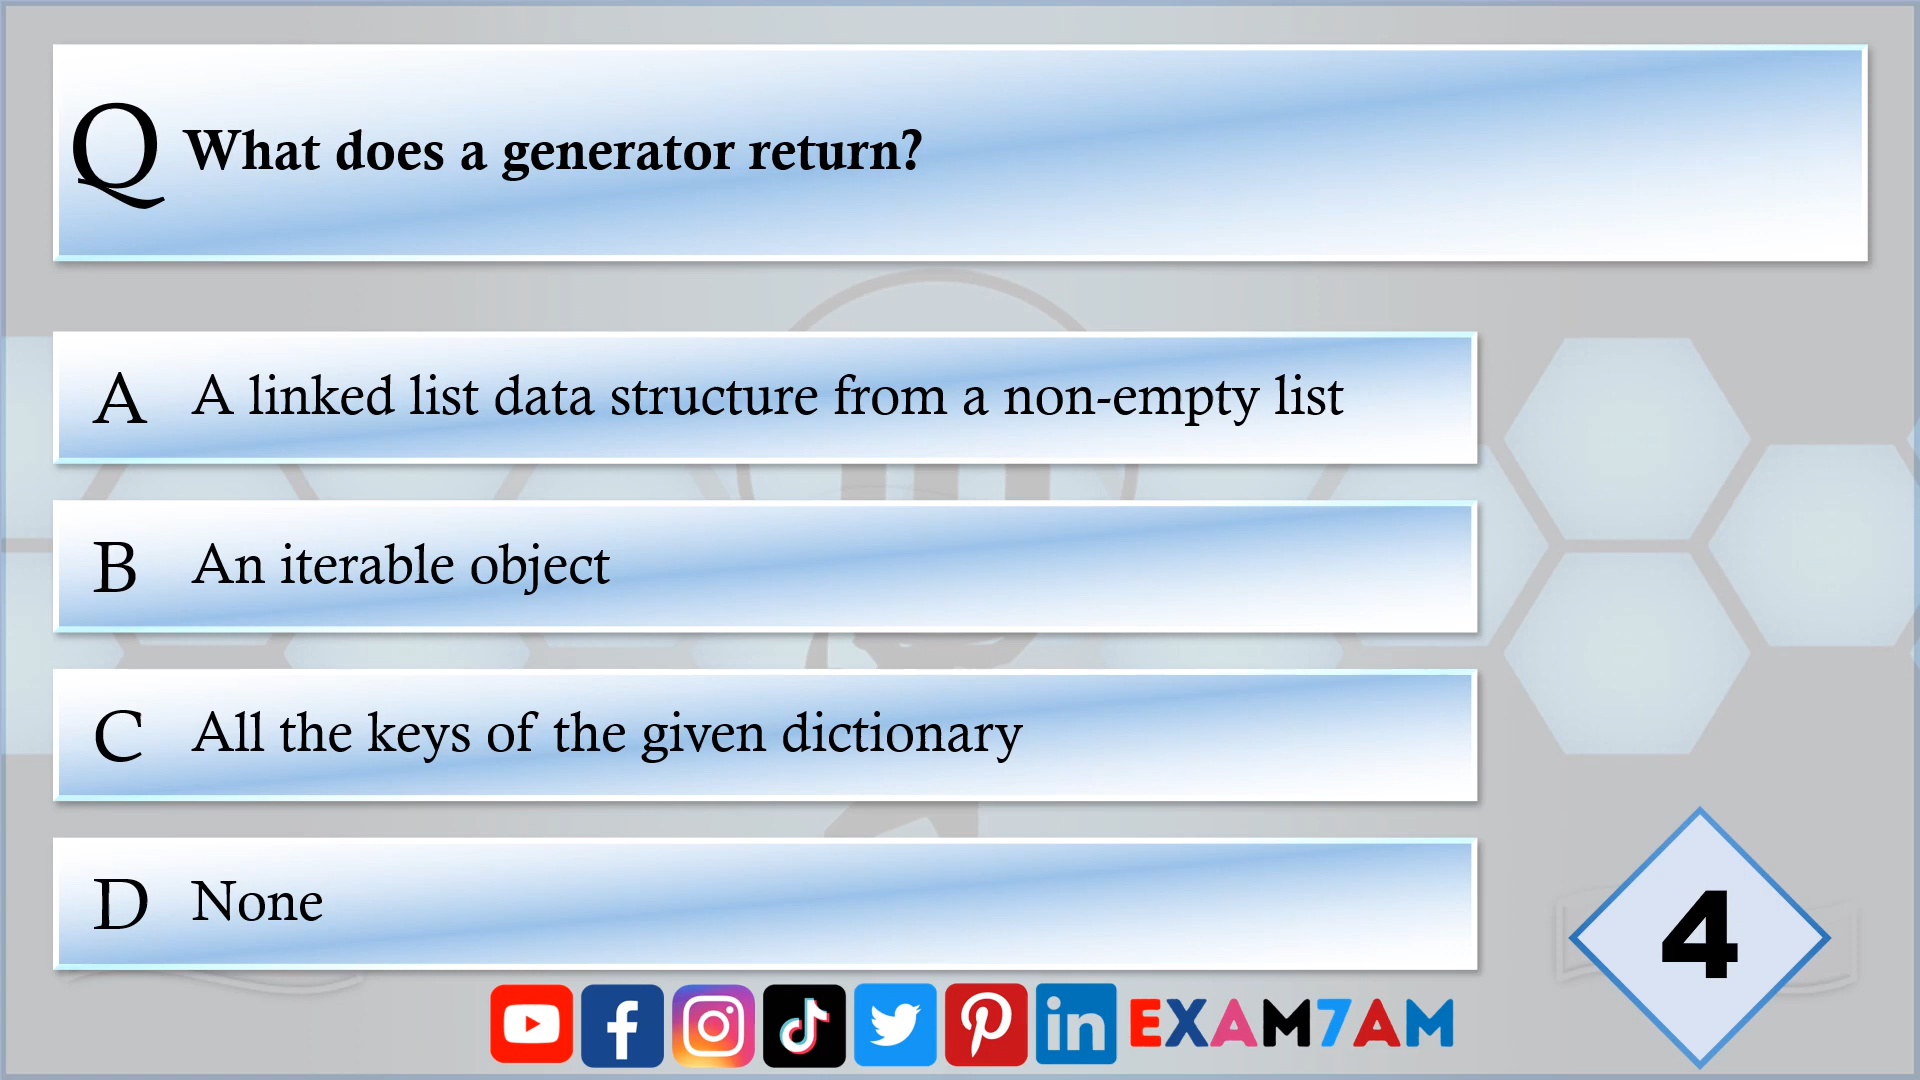 Q What does a generator return?
A A linked list data structure from a non-empty list
B An iterable object
C All the keys of the given dictionary
D None
4
EXAM7AM